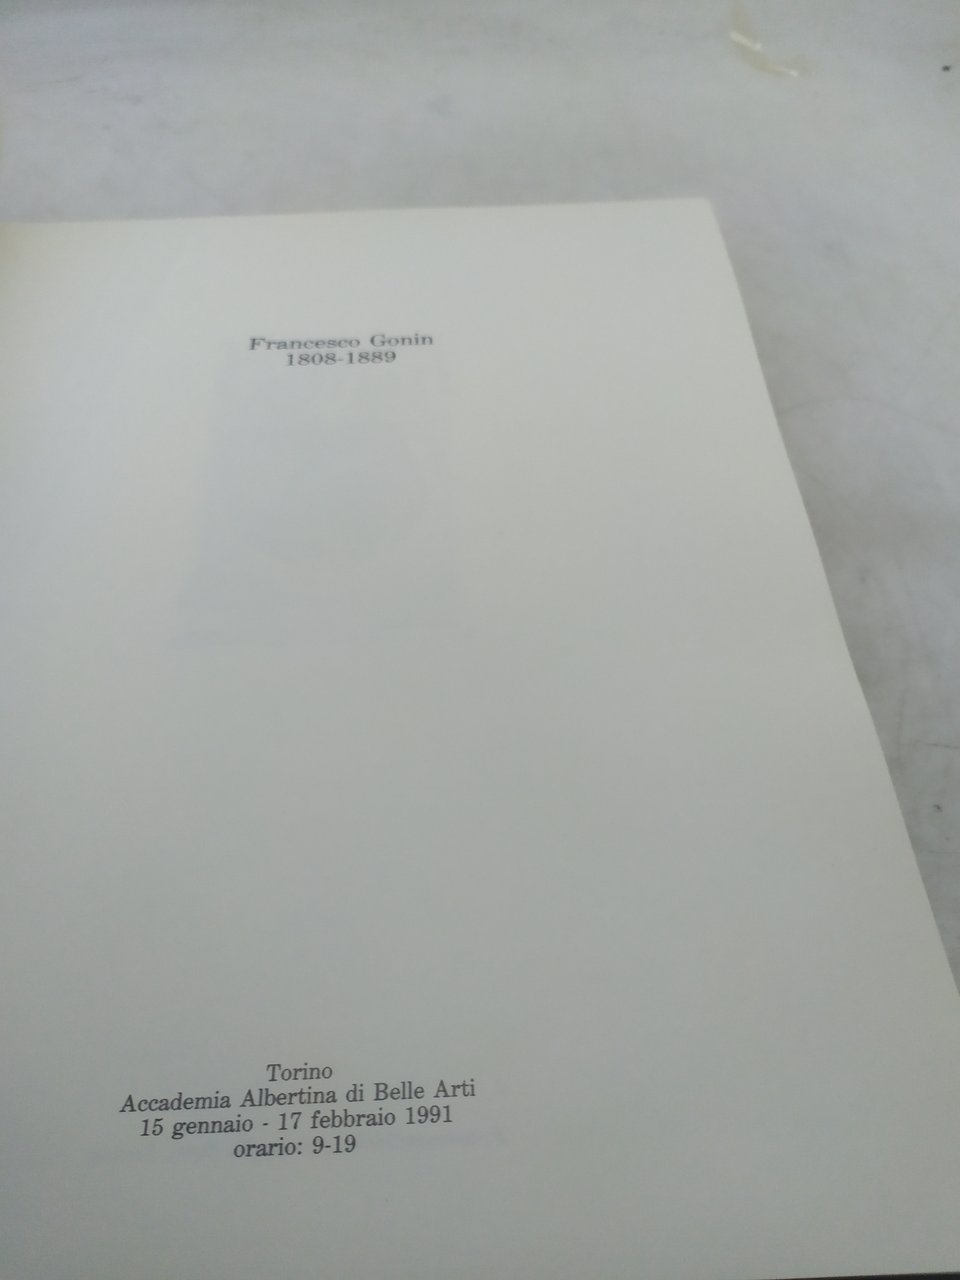 Francesco Gonin
1808-1889
Torino
Accademia Albertina di Belle Arti
15 gennaio - 17 febbraio 1991
orario: 9-19